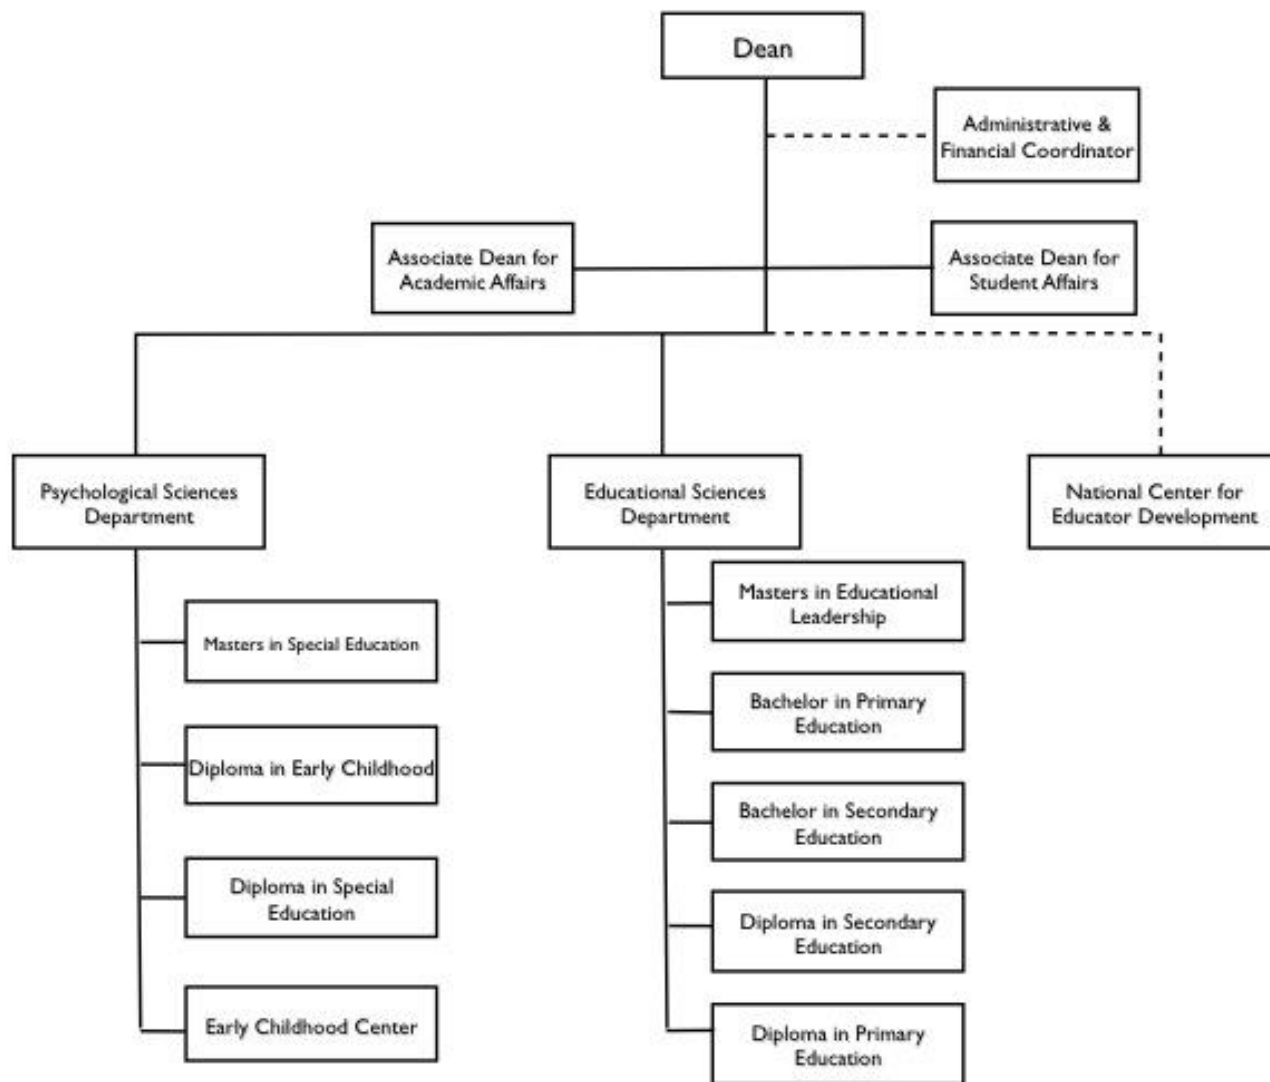 Dean
Administrative &
Financial Coordinator
Associate Dean for
Academic Affairs
Associate Dean for
Student Affairs
Psychological Sciences
Department
Educational Sciences
Department
National Center for
Educator Development
Masters in Special Education
Diploma in Early Childhood
Diploma in Special
Education
Early Childhood Center
Masters in Educational
Leadership
Bachelor in Primary
Education
Bachelor in Secondary
Education
Diploma in Secondary
Education
Diploma in Primary
Education